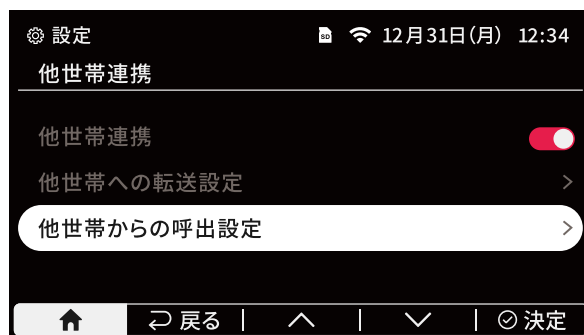 設定 SD 12月31日(月) 12:34
他世帯連携
他世帯連携
他世帯への転送設定
他世帯からの呼出設定
戻る 決定